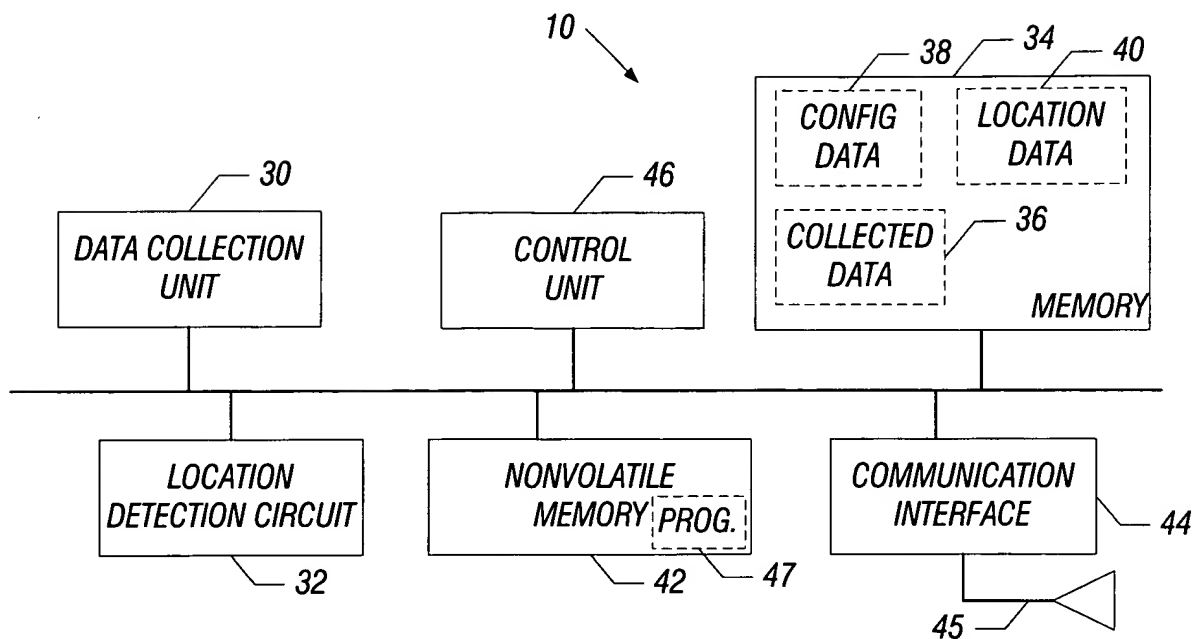 10
38
34
40
CONFIG
DATA
LOCATION
DATA
30
46
36
DATA COLLECTION
UNIT
CONTROL
UNIT
COLLECTED
DATA
MEMORY
LOCATION
DETECTION CIRCUIT
NONVOLATILE
MEMORY
PROG.
COMMUNICATION
INTERFACE
44
32
42
47
45